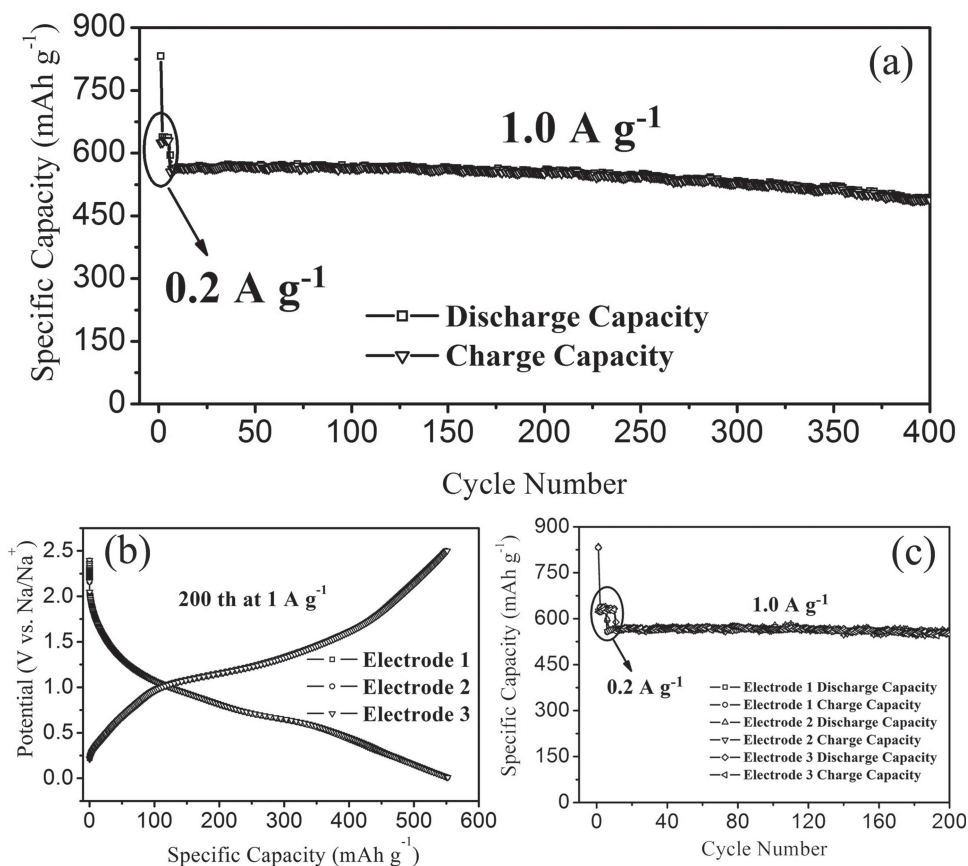 (a)
900
750
600
450
300
150
0
Specific Capacity (mAh g⁻¹)
1.0 A g⁻¹
0.2 A g⁻¹
Discharge Capacity
Charge Capacity
0 50 100 150 200 250 300 350 400
Cycle Number
(b)
2.5
2.0
1.5
1.0
0.5
0.0
Potential (V vs. Na/Na⁺)
200 th at 1 A g⁻¹
Electrode 1
Electrode 2
Electrode 3
0 100 200 300 400 500 600
Specific Capacity (mAh g⁻¹)
(c)
900
750
600
450
300
150
0
Specific Capacity (mAh g⁻¹)
1.0 A g⁻¹
0.2 A g⁻¹
Electrode 1 Discharge Capacity
Electrode 1 Charge Capacity
Electrode 2 Discharge Capacity
Electrode 2 Charge Capacity
Electrode 3 Discharge Capacity
Electrode 3 Charge Capacity
0 40 80 120 160 200
Cycle Number